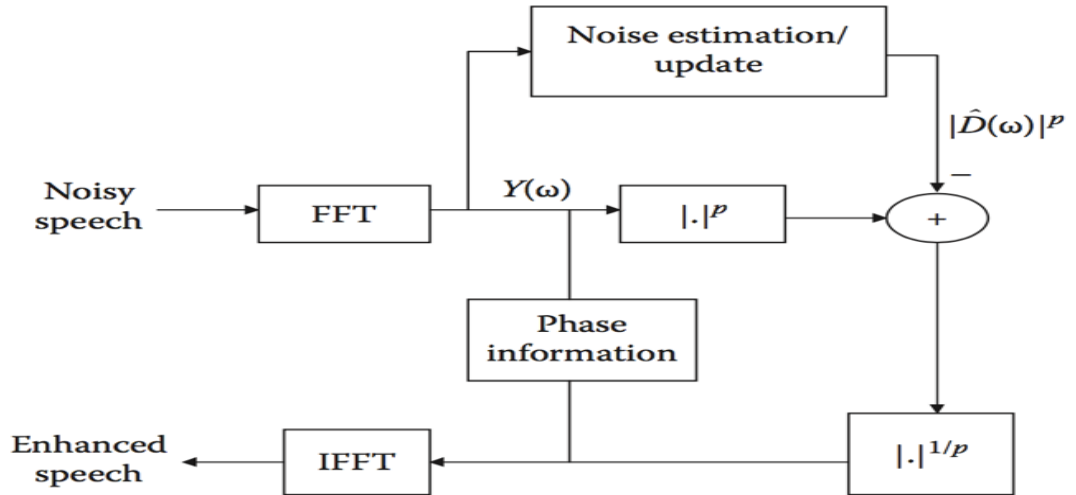 Noise estimation/
update
|D̂(ω)|ᵖ
−
Noisy
speech
FFT
Y(ω)
|.|ᵖ
+
Phase
information
Enhanced
speech
IFFT
|.|¹/ᵖ